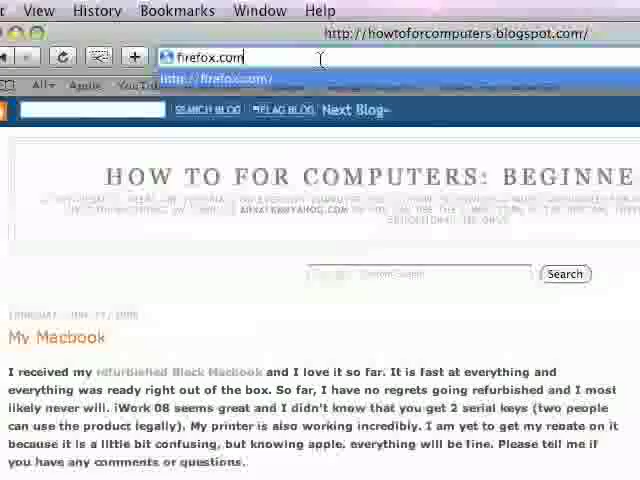 View History Bookmarks Window Help
http://howtoforcomputers.blogspot.com/
firefox.com
http://firefox.com/
Apple YouT
SEARCH BLOG FLAG BLOG Next Blog»
HOW TO FOR COMPUTERS: BEGINNE
Search
My Macbook
I received my refurbished Black Macbook and I love it so far. It is fast at everything and
everything was ready right out of the box. So far, I have no regrets going refurbished and I most
likely never will. iWork 08 seems great and I didn't know that you get 2 serial keys (two people
can use the product legally). My printer is also working incredibly. I am yet to get my rebate on it
because it is a little bit confusing, but knowing apple, everything will be fine. Please tell me if
you have any comments or questions.